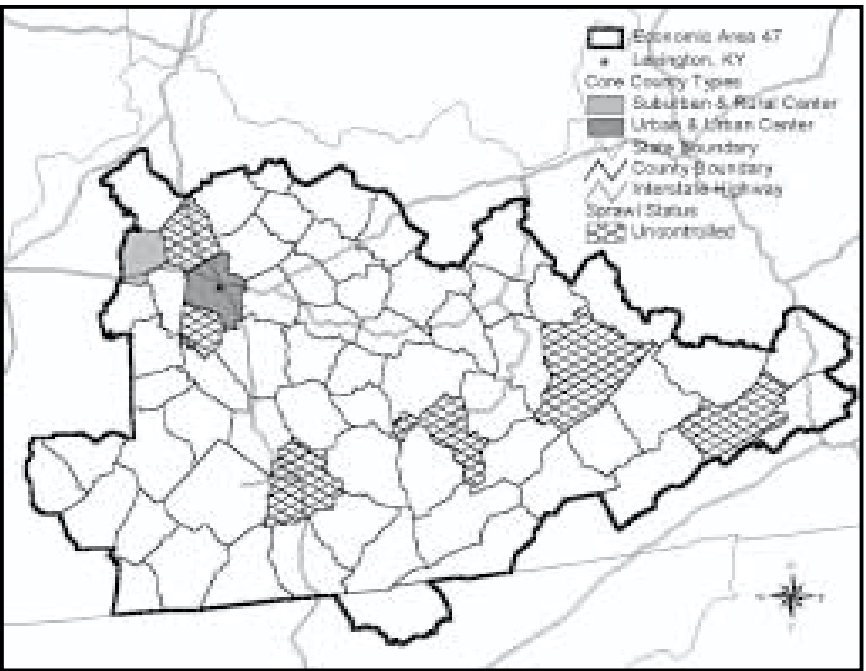 Economic Area 47
Lexington, KY
Core County Types
Suburban & Rural Center
Urban & Urban Center
State Boundary
County Boundary
Interstate Highway
Sprawl Status
Uncontrolled